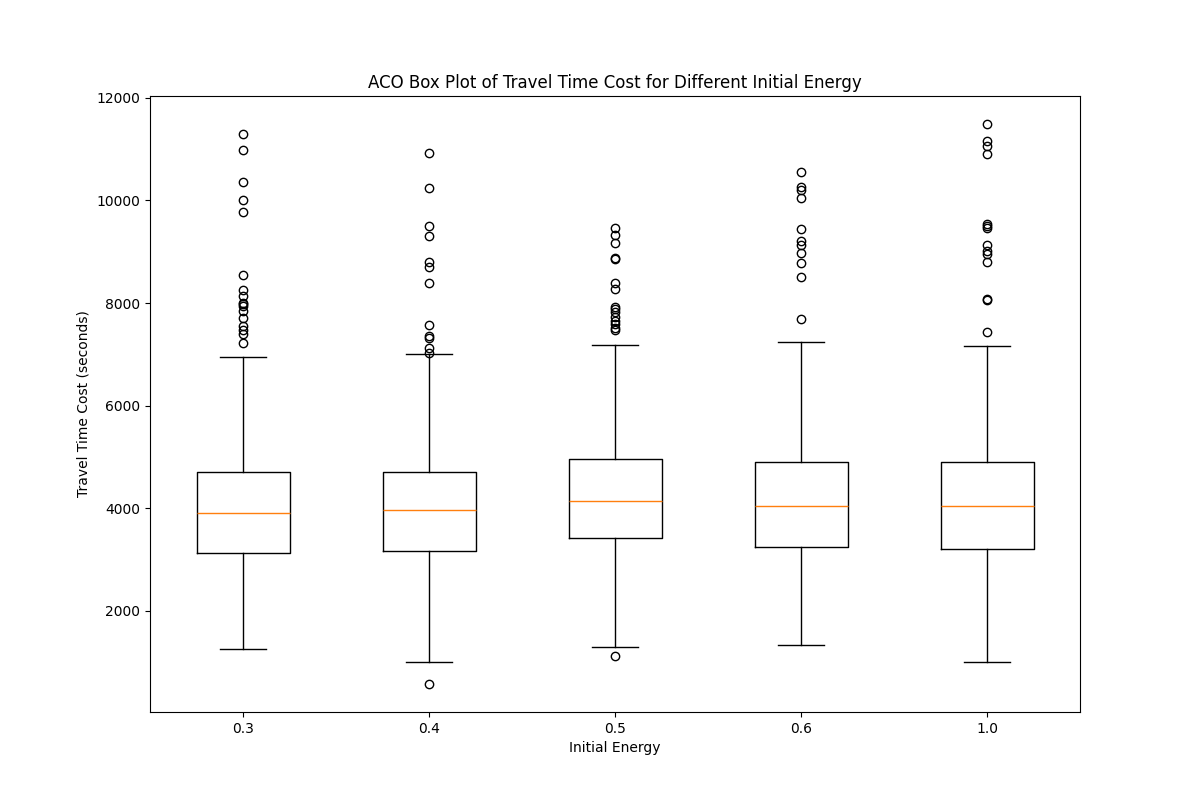 ACO Box Plot of Travel Time Cost for Different Initial Energy
12000
10000
8000
6000
4000
2000
Travel Time Cost (seconds)
0.3 0.4 0.5 0.6 1.0
Initial Energy